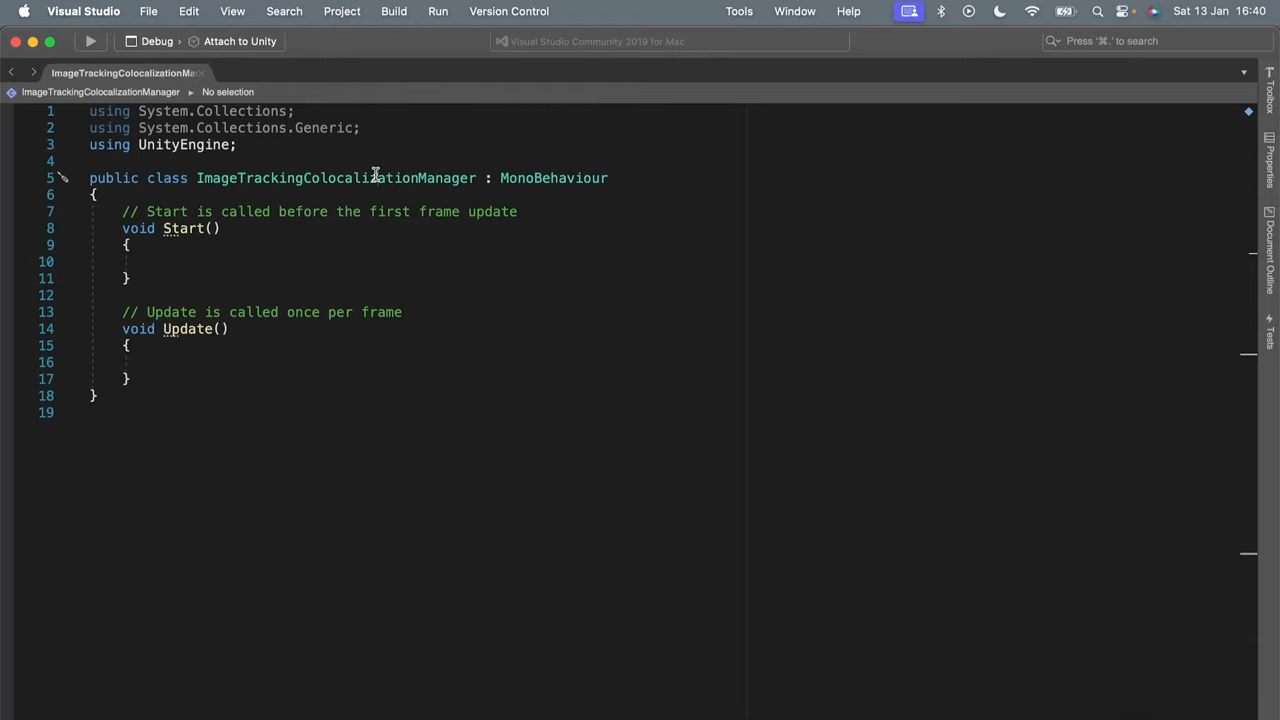 Visual Studio File Edit View Search Project Build Run Version Control Tools Window Help Sat 13 Jan 16:40
Debug › Attach to Unity Visual Studio Community 2019 for Mac Press '⌘.' to search
ImageTrackingColocalizationMa
ImageTrackingColocalizationManager ▸ No selection
1 using System.Collections;
2 using System.Collections.Generic;
3 using UnityEngine;
4
5 public class ImageTrackingColocalizationManager : MonoBehaviour
6 {
7 // Start is called before the first frame update
8 void Start()
9 {
10
11 }
12
13 // Update is called once per frame
14 void Update()
15 {
16
17 }
18 }
19
Toolbox
Properties
Document Outline
Tests